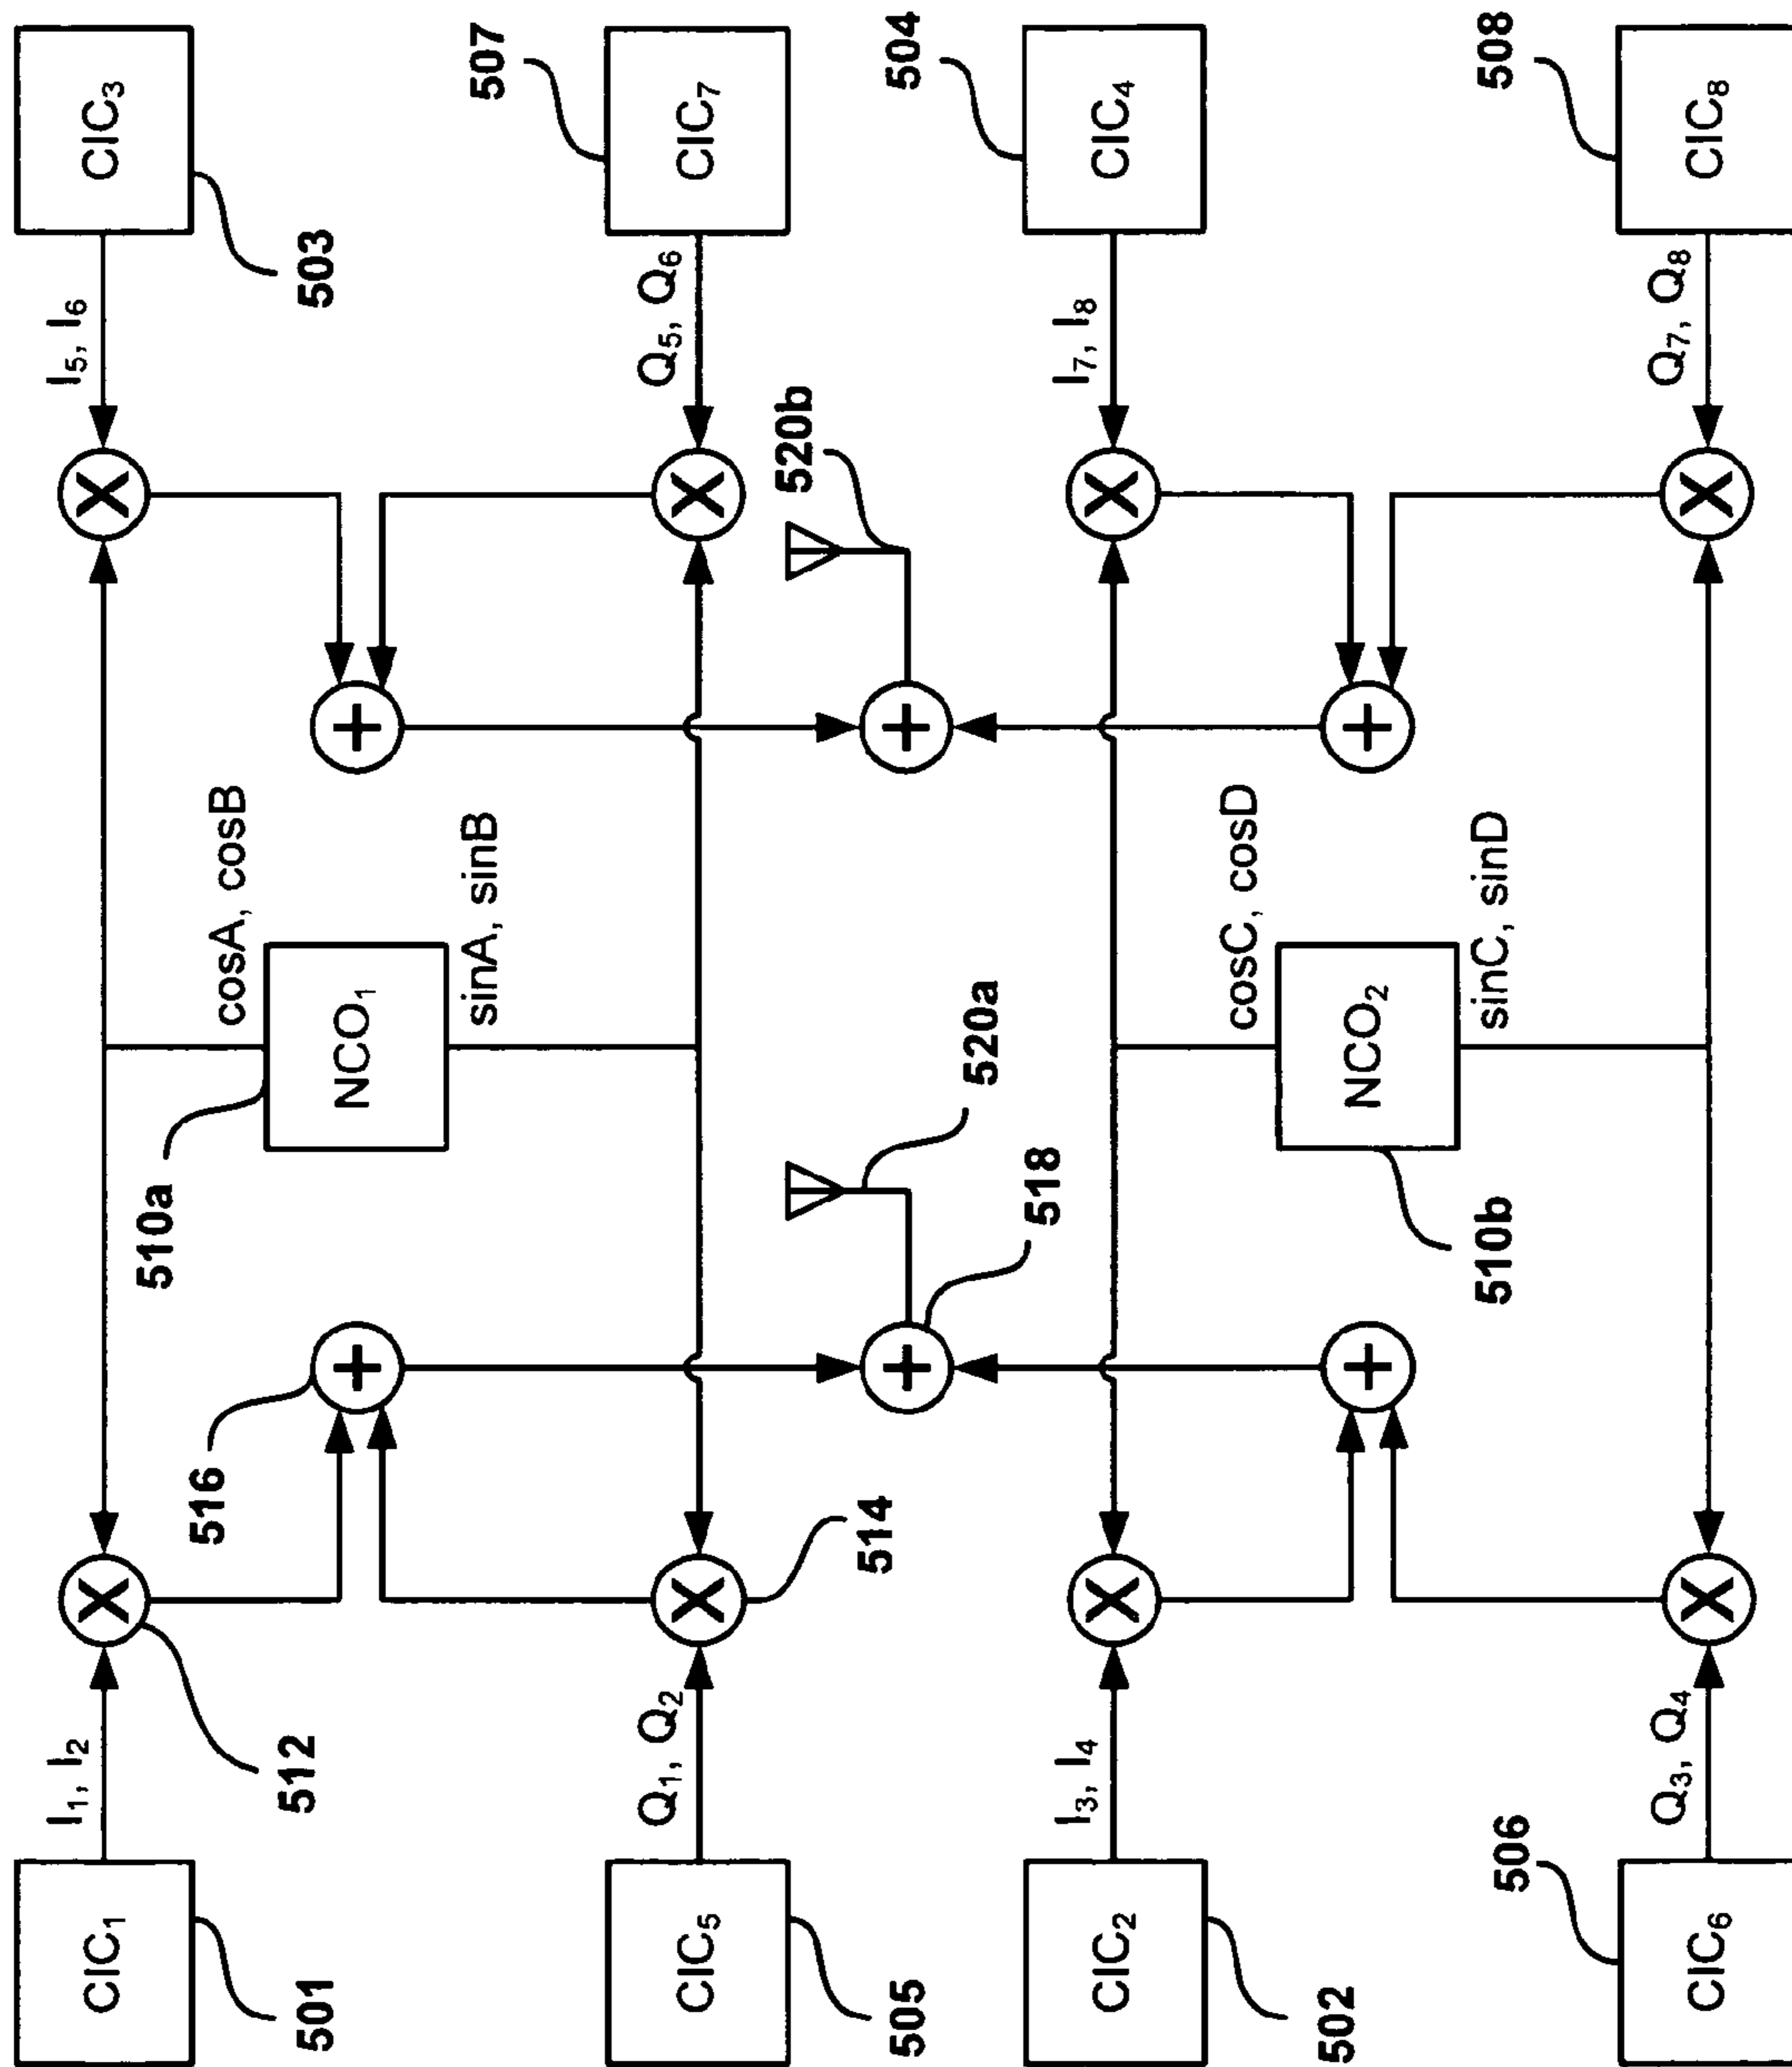 CIC₁
501
I₁, I₂
512
516
510a
cosA, cosB
NCO₁
sinA, sinB
I₅, I₆
503
CIC₃
CIC₅
505
Q₁, Q₂
514
518
520a
520b
Q₅, Q₆
507
CIC₇
CIC₂
502
I₃, I₄
cosC, cosD
NCO₂
510b
sinC, sinD
I₇, I₈
504
CIC₄
CIC₆
506
Q₃, Q₄
Q₇, Q₈
508
CIC₈